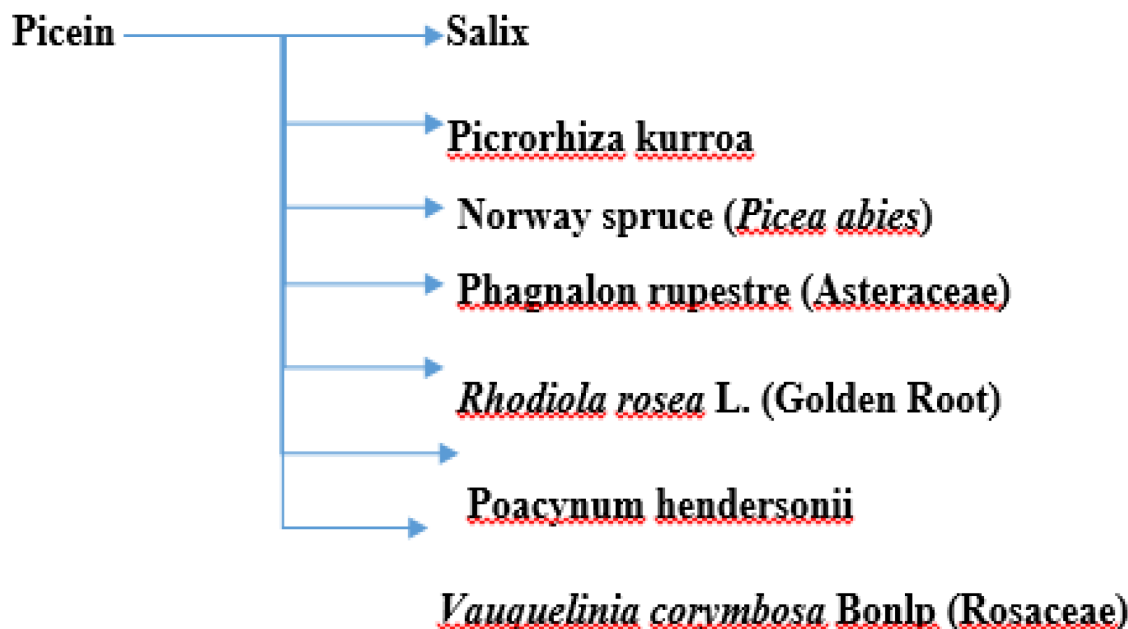 Picein
Salix
Picrorhiza kurroa
Norway spruce (Picea abies)
Phagnalon rupestre (Asteraceae)
Rhodiola rosea L. (Golden Root)
Poacynum hendersonii
Vauquelinia corymbosa Bonlp (Rosaceae)